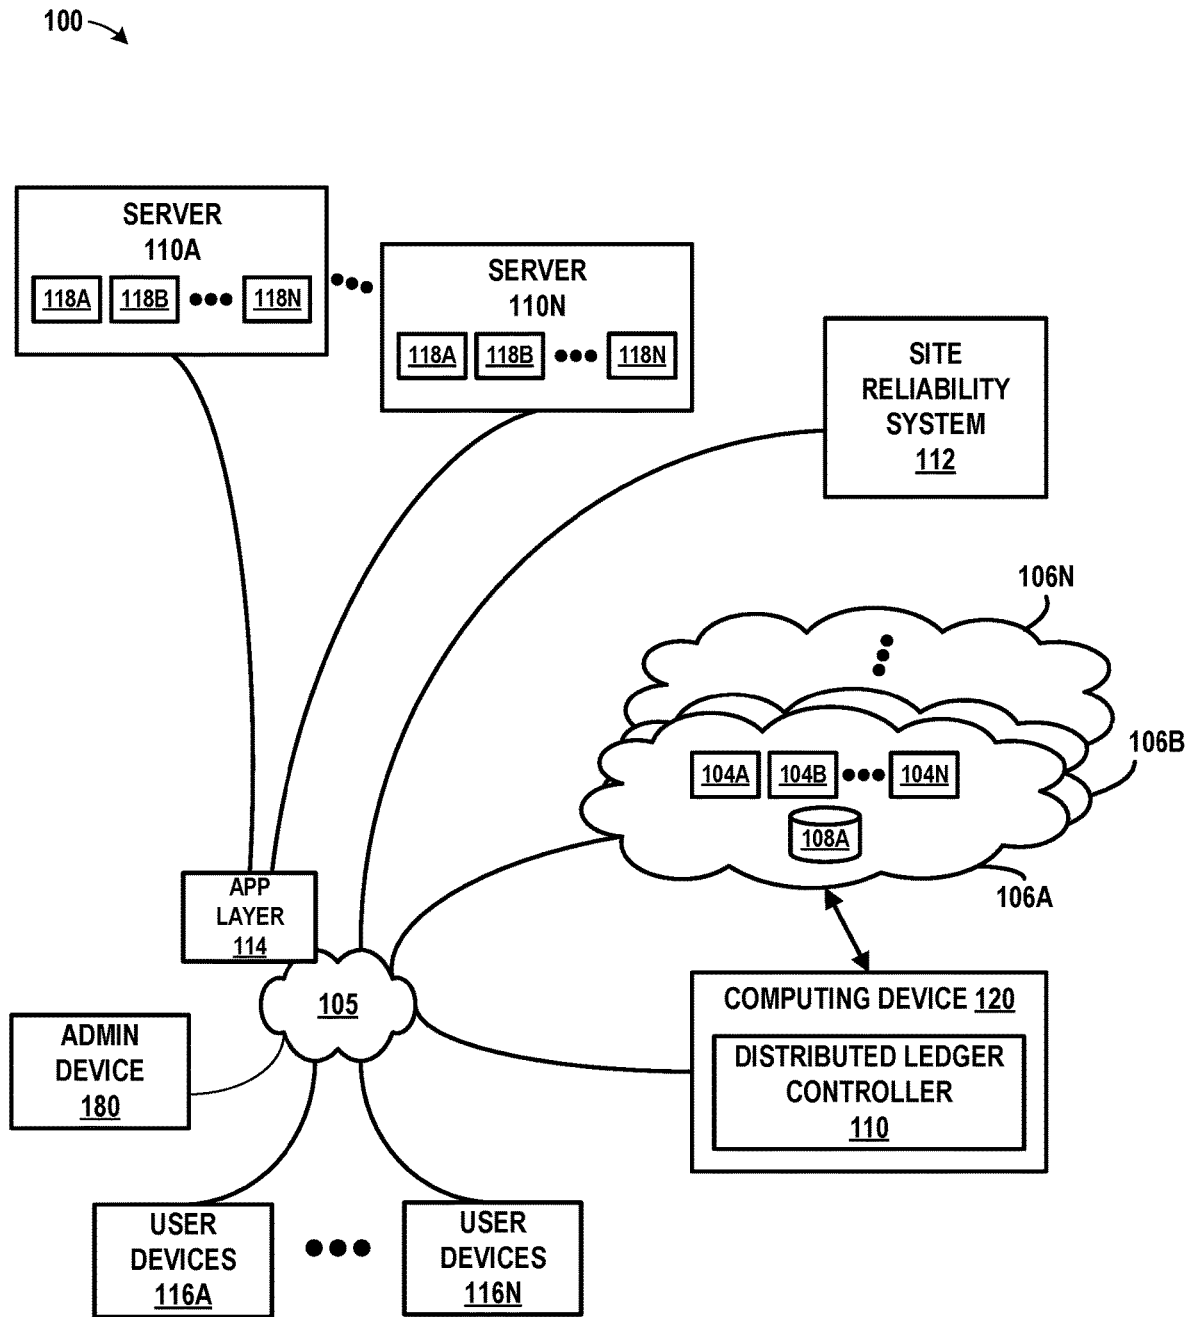 100
SERVER
110A
118A 118B 118N
SERVER
110N
118A 118B 118N
SITE
RELIABILITY
SYSTEM
112
106N
106B
104A 104B 104N
108A
106A
APP
LAYER
114
105
COMPUTING DEVICE 120
DISTRIBUTED LEDGER
CONTROLLER
110
ADMIN
DEVICE
180
USER
DEVICES
116A
USER
DEVICES
116N